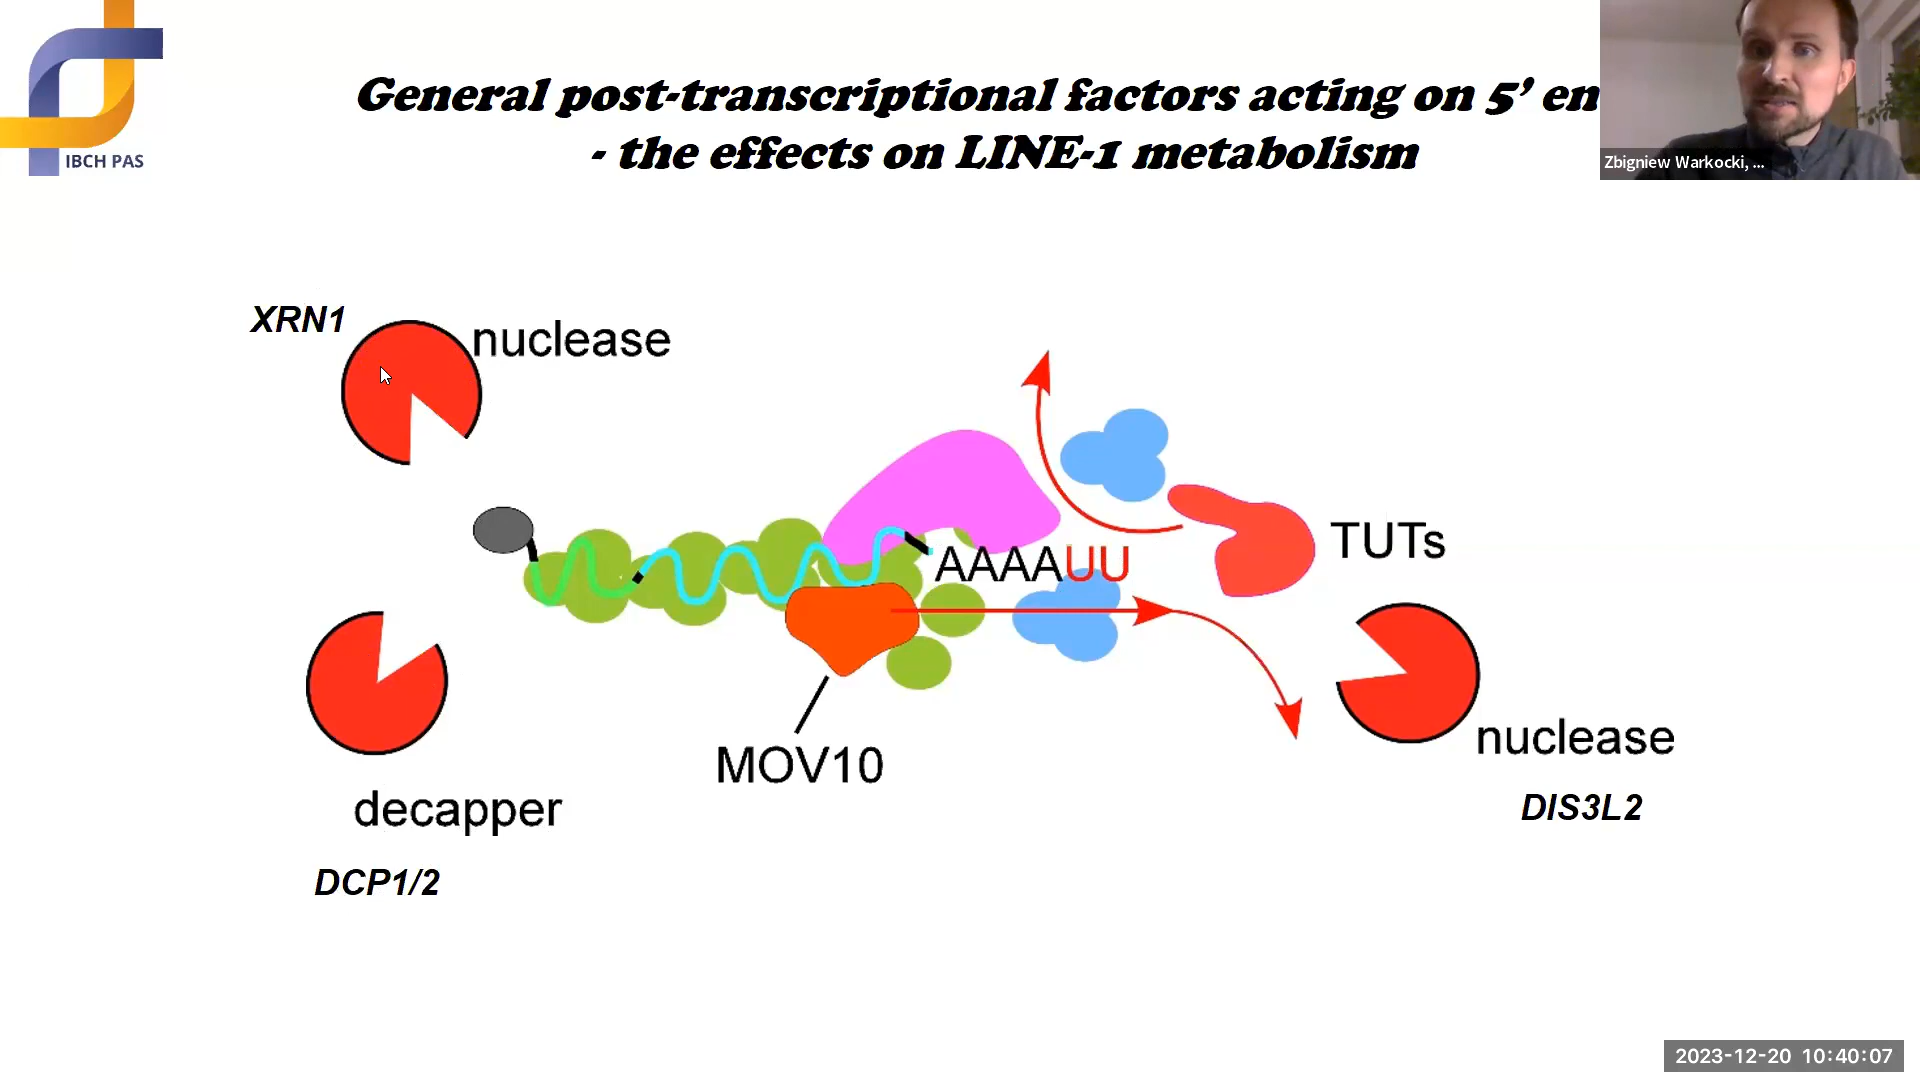 General post-transcriptional factors acting on 5’ en
- the effects on LINE-1 metabolism
IBCH PAS
Zbigniew Warkocki, ...
XRN1
nuclease
AAAAUU
TUTs
MOV10
nuclease
decapper
DIS3L2
DCP1/2
2023-12-20 10:40:07